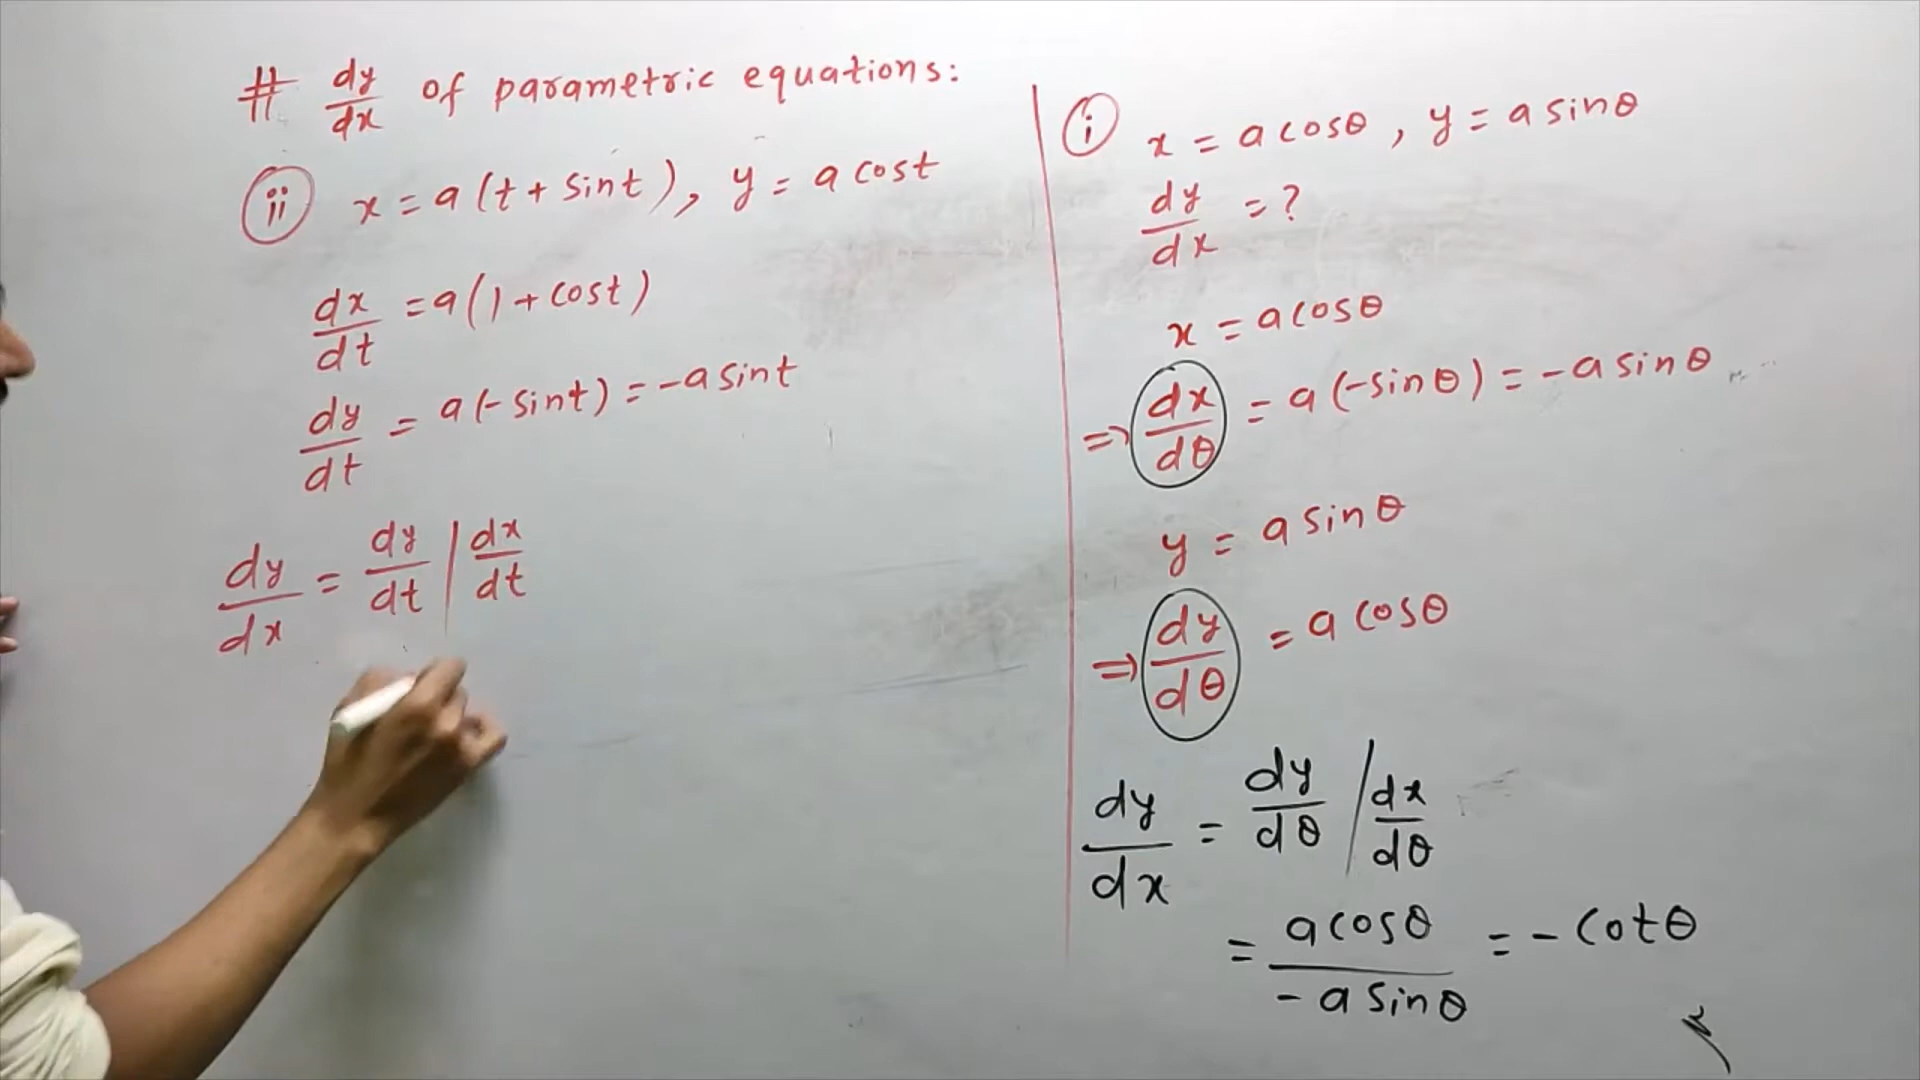 # dy/dx of parametric equations:
(ii) x = a(t + sint), y = a cost
dx/dt = a(1 + cost)
dy/dt = a(-sint) = -a sint
dy/dx = dy/dt / dx/dt
(i) x = a cosθ, y = a sinθ
dy/dx = ?
x = a cosθ
⇒ dx/dθ = a(-sinθ) = -a sinθ
y = a sinθ
⇒ dy/dθ = a cosθ
dy/dx = dy/dθ / dx/dθ
= a cosθ / -a sinθ = -cotθ